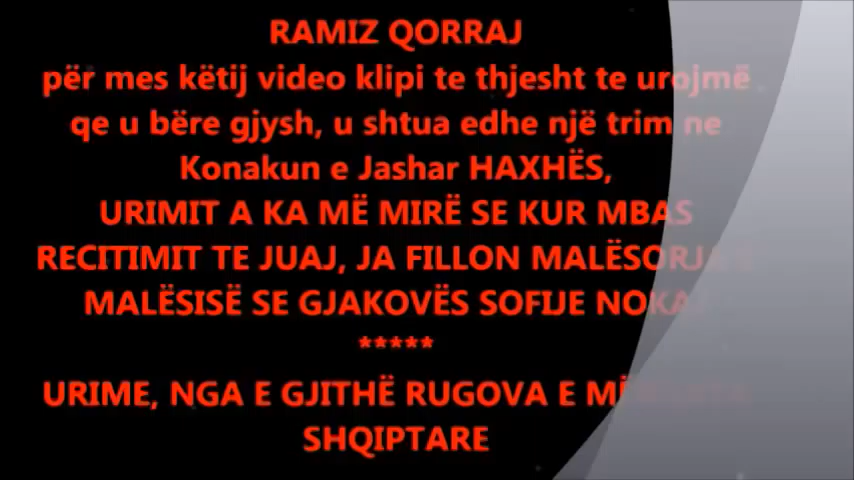 RAMIZ QORRAJ
për mes këtij video klipi te thjesht te urojmë
qe u bëre gjysh, u shtua edhe një trim ne
Konakun e Jashar HAXHËS,
URIMIT A KA MË MIRË SE KUR MBAS
RECITIMIT TE JUAJ, JA FILLON MALËSORJA E
MALËSISË SE GJAKOVËS SOFIJE NOKAJ
*****
URIME, NGA E GJITHË RUGOVA E
SHQIPTARE